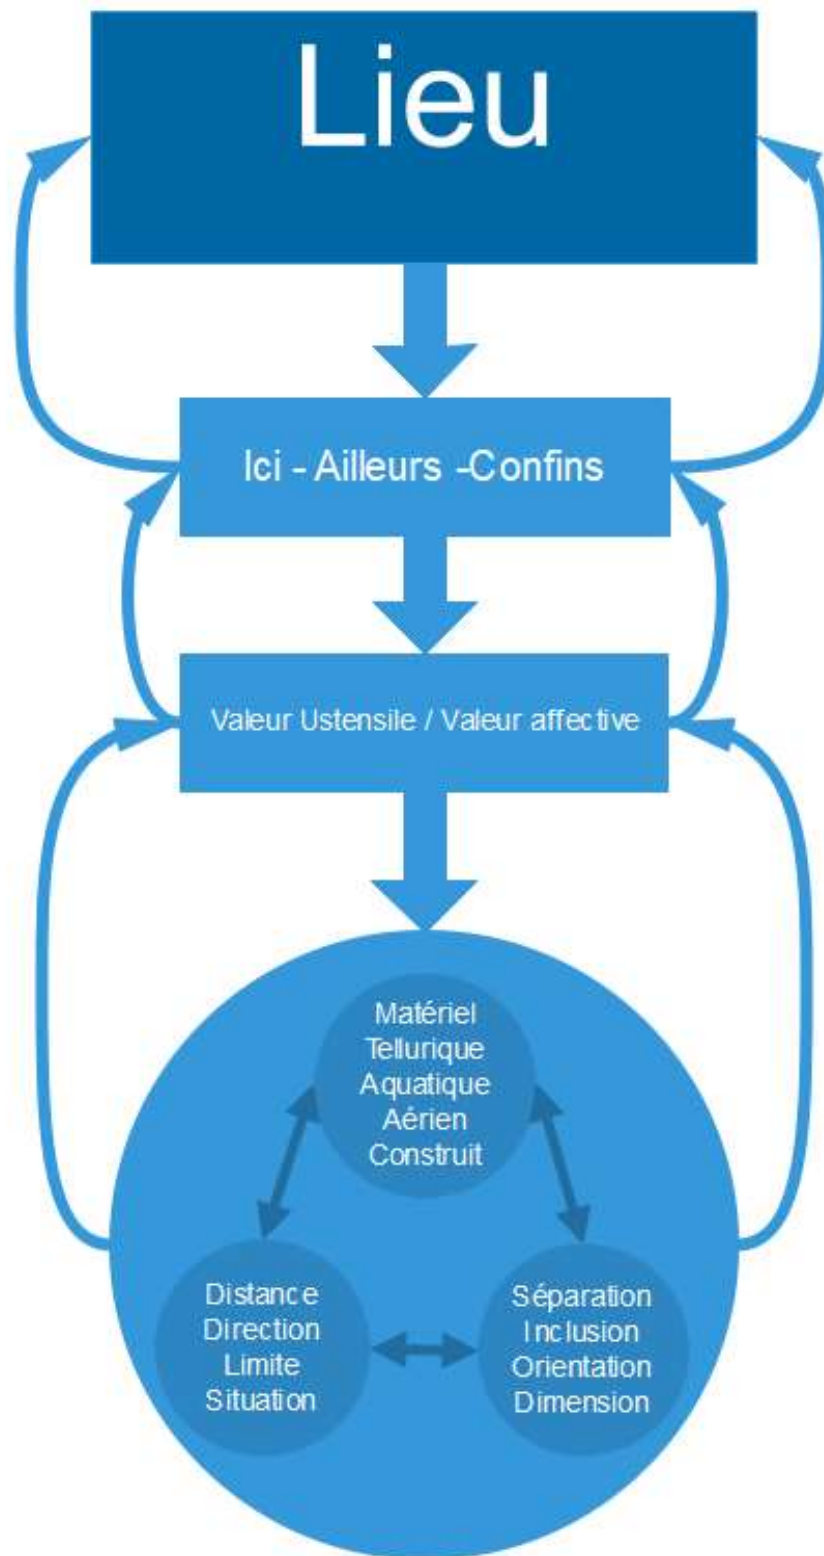 Lieu
Ici - Ailleurs -Confins
Valeur Ustensile / Valeur affective
Matériel
Tellurique
Aquatique
Aérien
Construit
Distance
Direction
Limite
Situation
Séparation
Inclusion
Orientation
Dimension